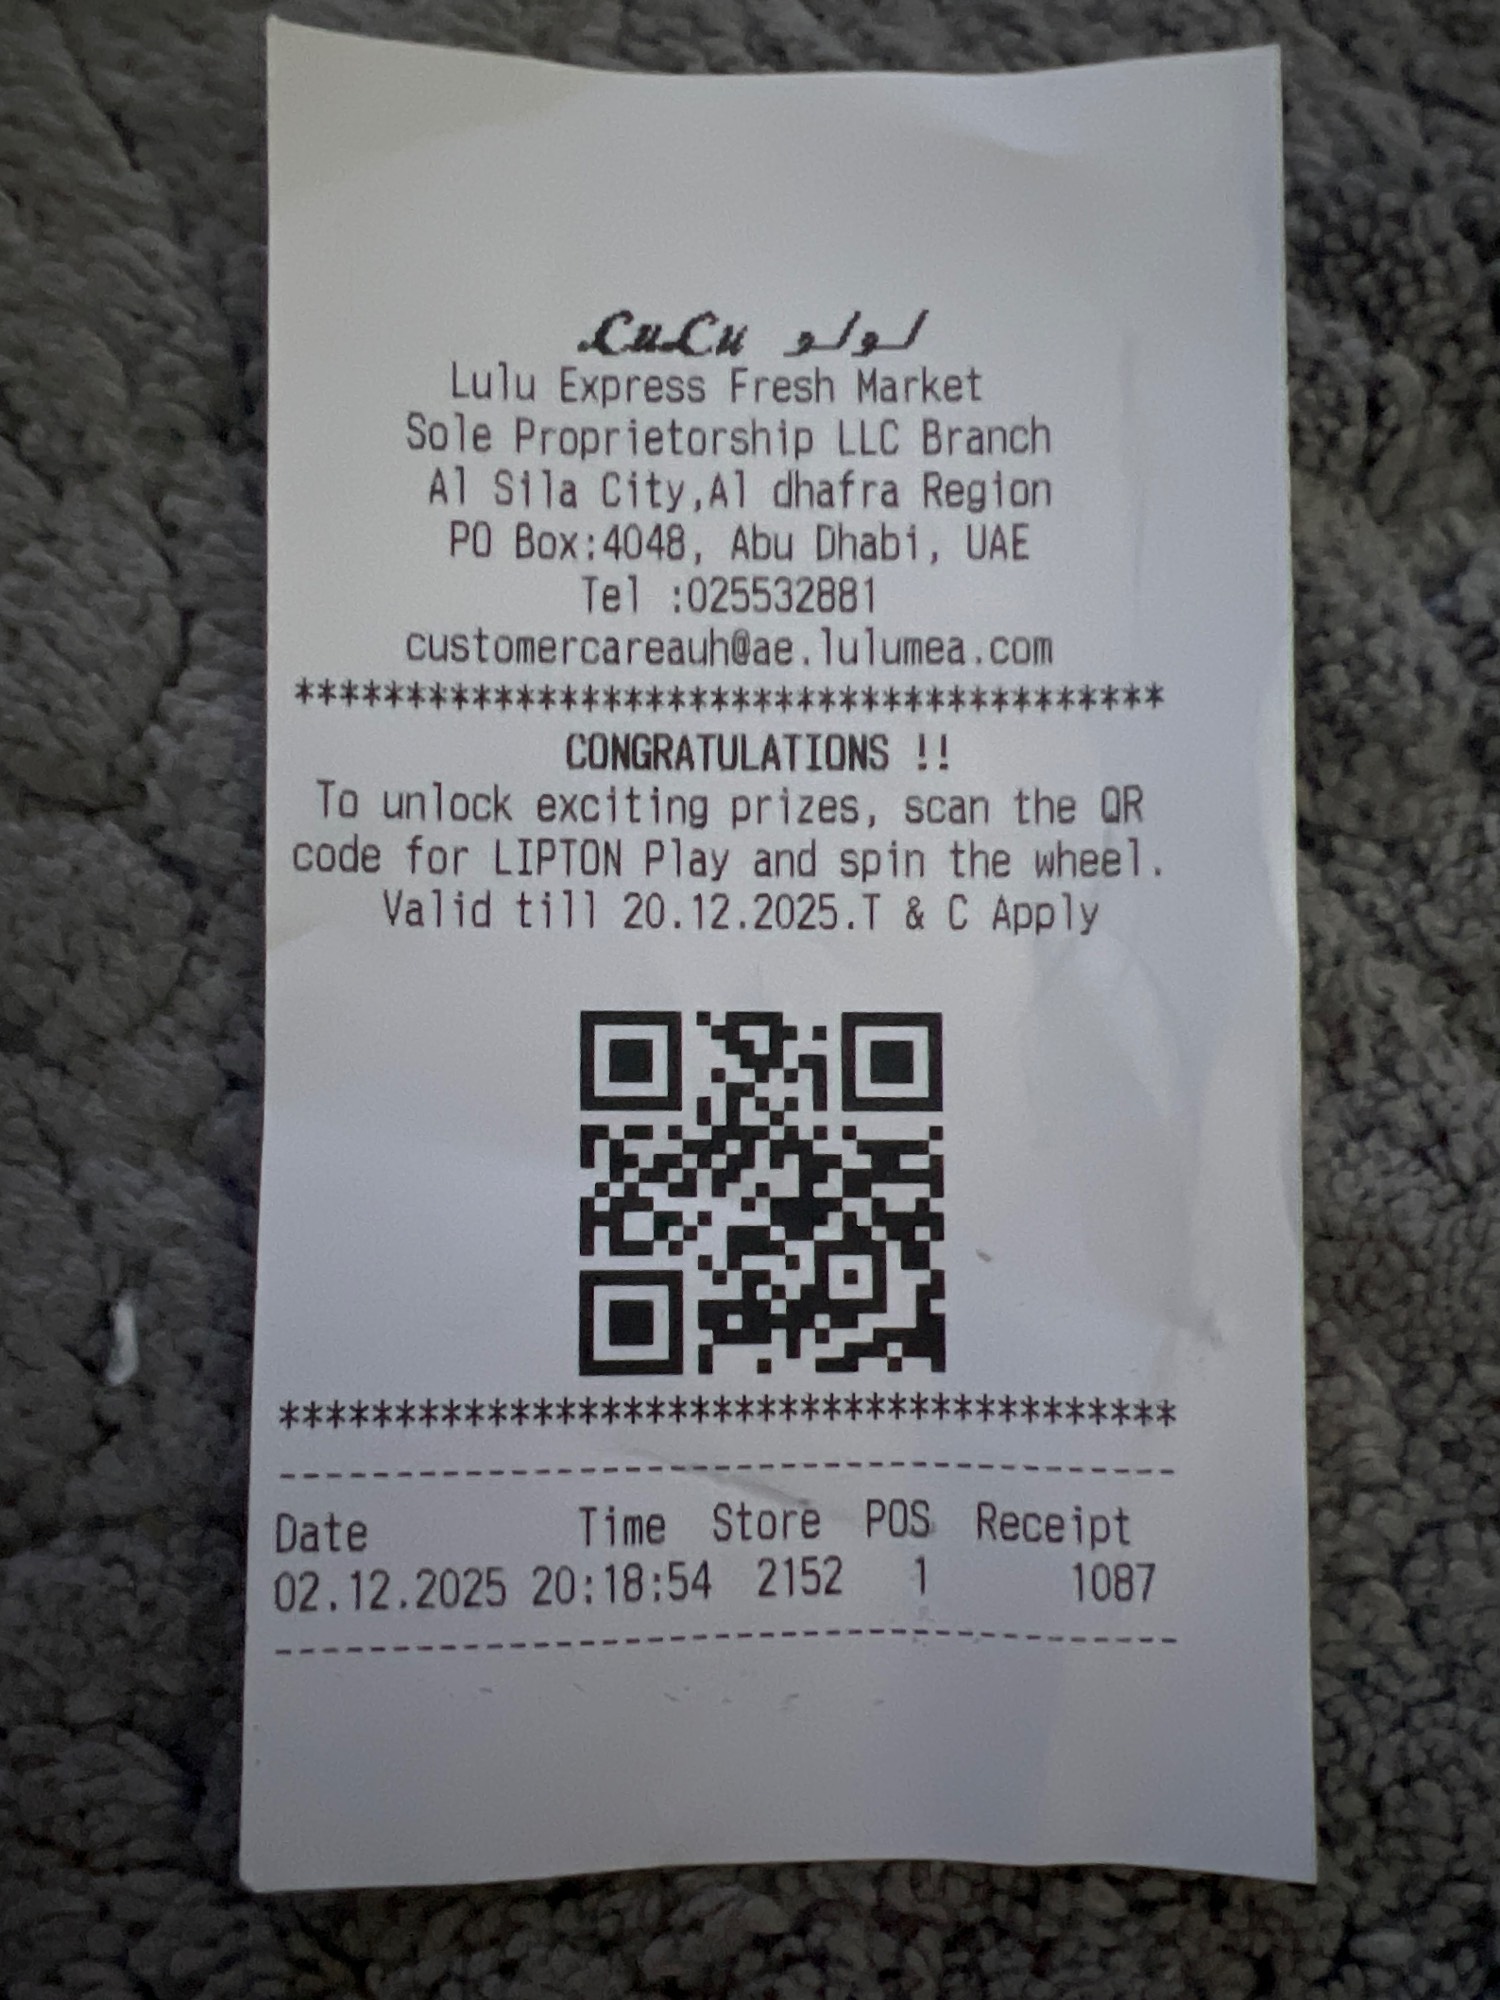 LuLu لولو
Lulu Express Fresh Market
Sole Proprietorship LLC Branch
Al Sila City,Al dhafra Region
PO Box:4048, Abu Dhabi, UAE
Tel :025532881
customercareauh@ae.lulumea.com
****************************************
CONGRATULATIONS !!
To unlock exciting prizes, scan the QR
code for LIPTON Play and spin the wheel.
Valid till 20.12.2025.T & C Apply
****************************************
----------------------------------------
Date Time Store POS Receipt
02.12.2025 20:18:54 2152 1 1087
----------------------------------------